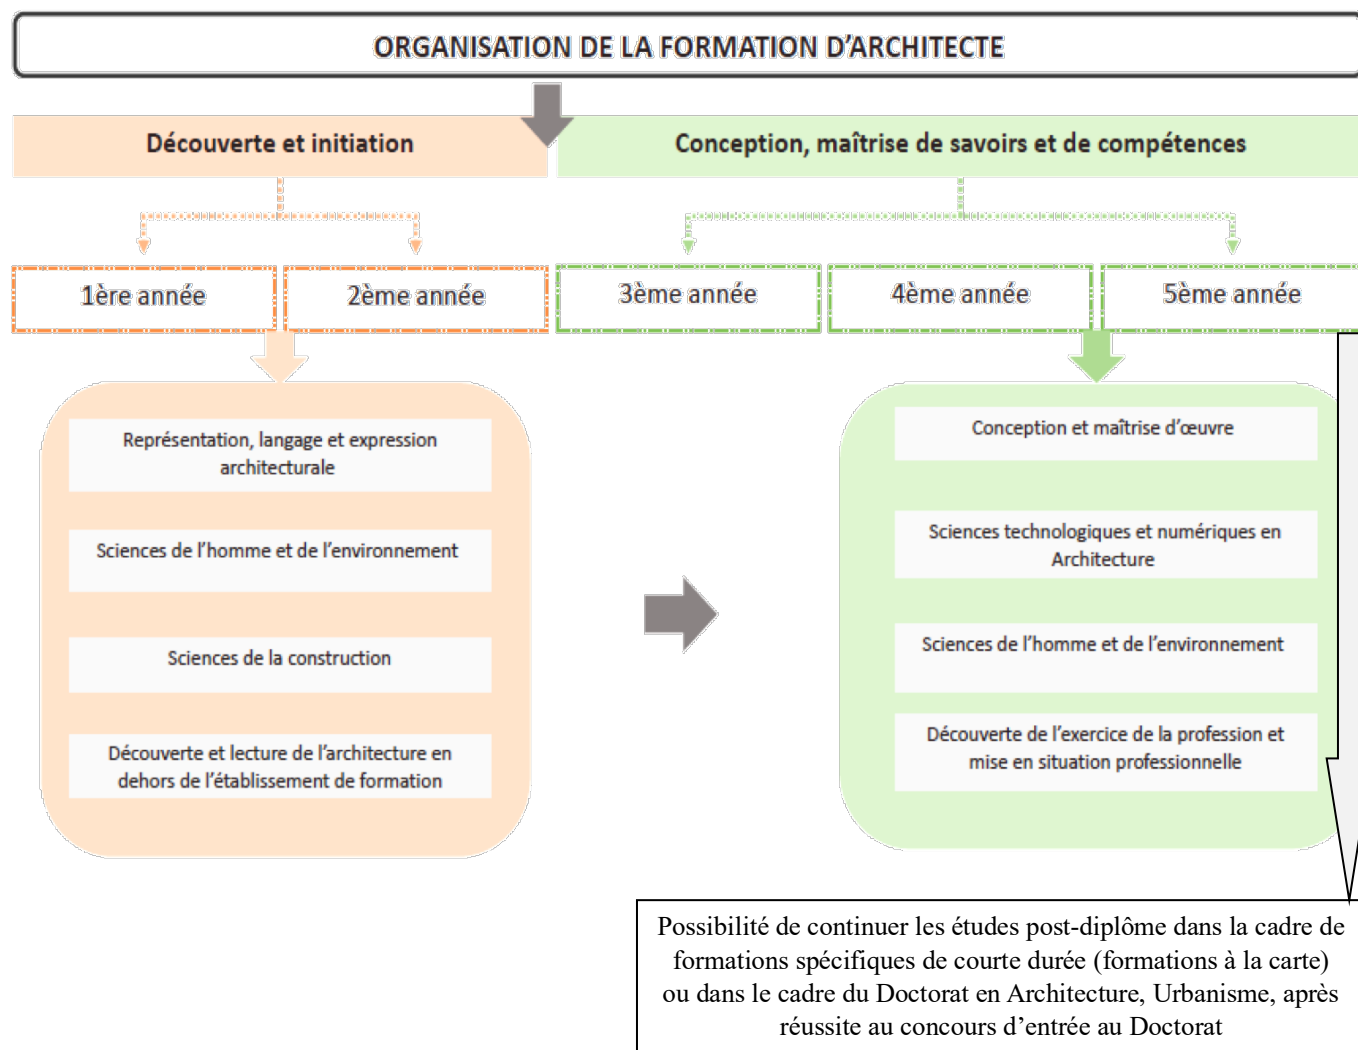 ORGANISATION DE LA FORMATION D'ARCHITECTE
Découverte et initiation
Conception, maîtrise de savoirs et de compétences
1ère année
2ème année
3ème année
4ème année
5ème année
Représentation, langage et expression
architecturale
Sciences de l'homme et de l'environnement
Sciences de la construction
Découverte et lecture de l'architecture en
dehors de l'établissement de formation
Conception et maîtrise d'œuvre
Sciences technologiques et numériques en
Architecture
Sciences de l'homme et de l'environnement
Découverte de l'exercice de la profession et
mise en situation professionnelle
Possibilité de continuer les études post-diplôme dans la cadre de
formations spécifiques de courte durée (formations à la carte)
ou dans le cadre du Doctorat en Architecture, Urbanisme, après
réussite au concours d'entrée au Doctorat